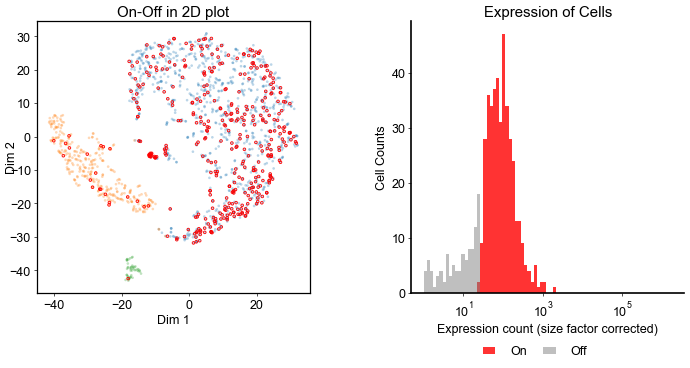 On-Off in 2D plot
30
20
10
0
−10
−20
−30
−40
Dim 2
−40 −20 0 20
Dim 1
Expression of Cells
40
30
20
10
0
Cell Counts
10^1 10^3 10^5
Expression count (size factor corrected)
On Off